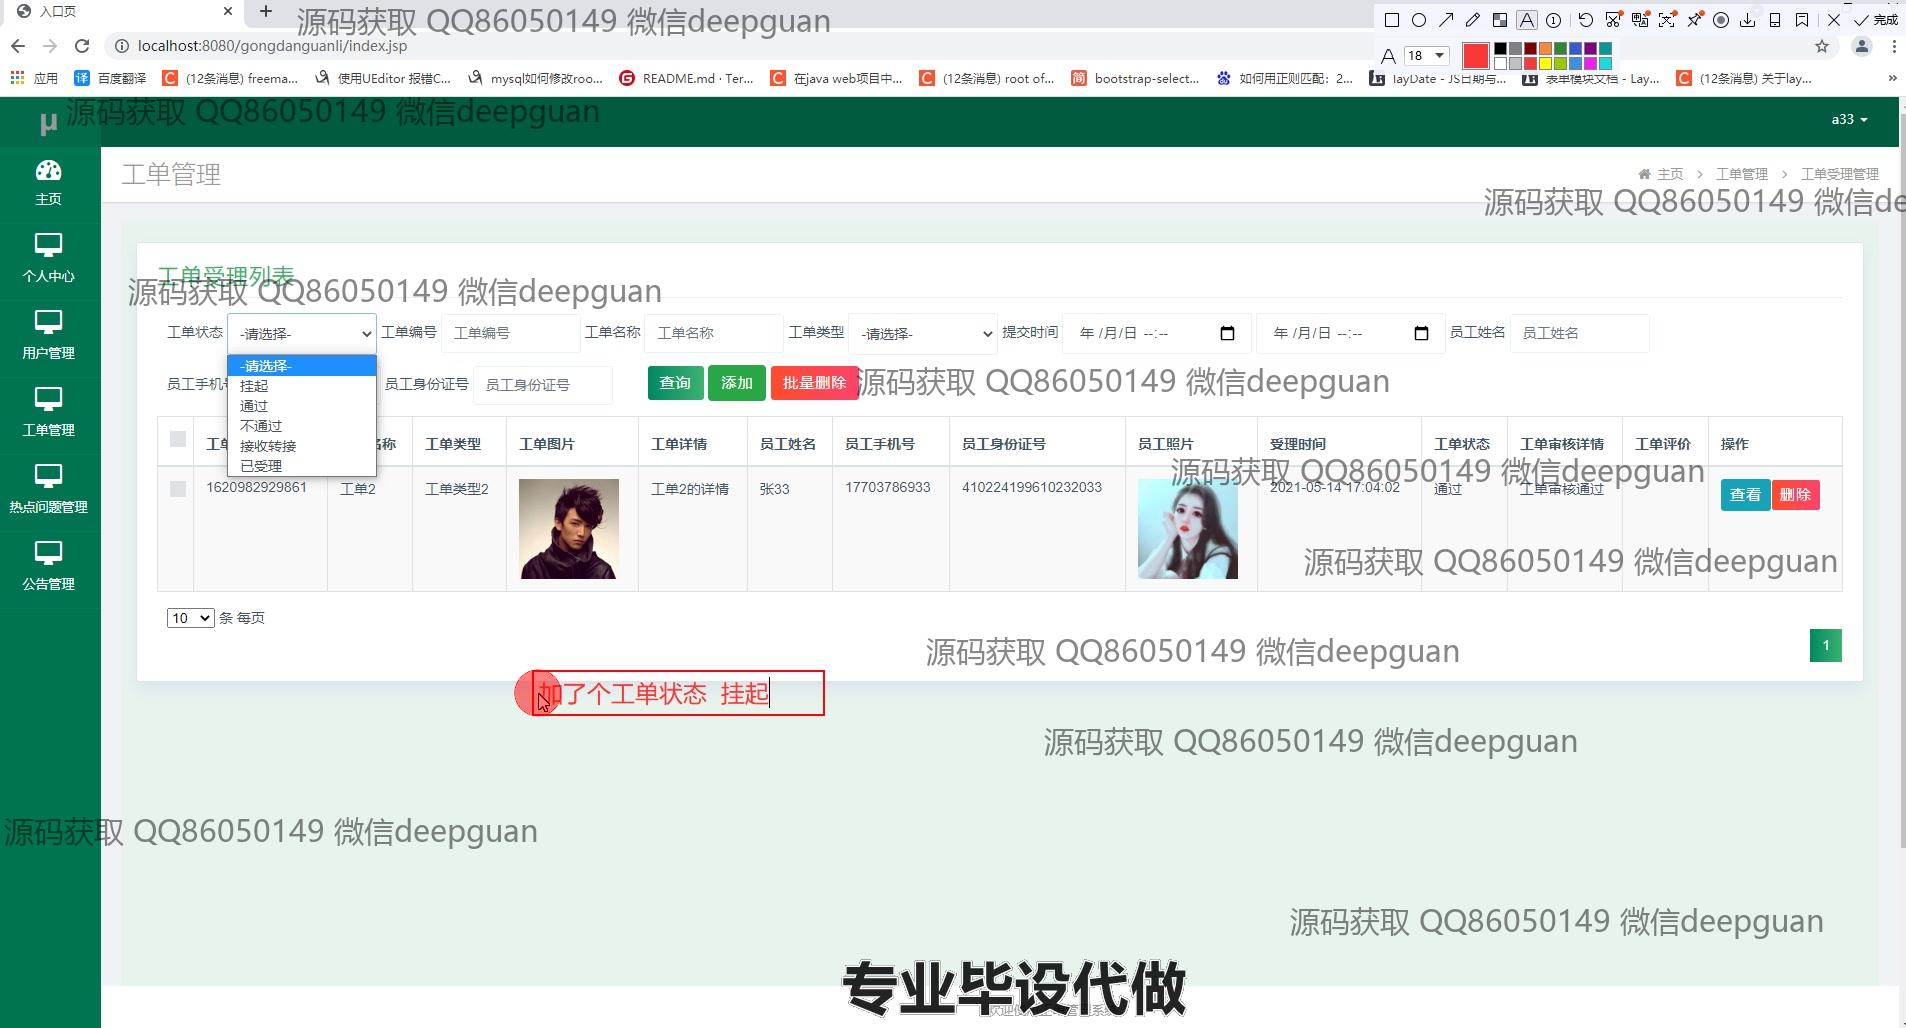 入口页
源码获取 QQ86050149 微信deepguan
完成
localhost:8080/gongdanguanli/index.jsp
18
应用 百度翻译 (12条消息) freema... 使用UEditor 报错C... mysql如何修改roo... README.md · Ter... 在java web项目中... (12条消息) root of... bootstrap-select... 如何用正则匹配：2... layDate - JS日期与... 表单模块文档 - Lay... (12条消息) 关于lay...
μ
源码获取 QQ86050149 微信deepguan
a33
主页
个人中心
用户管理
工单管理
热点问题管理
公告管理
工单管理
主页 > 工单管理 > 工单受理管理
源码获取 QQ86050149 微信de
工单受理列表
源码获取 QQ86050149 微信deepguan
工单状态 -请选择- 工单编号 工单编号 工单名称 工单名称 工单类型 -请选择- 提交时间 年 /月/日 --:-- 年 /月/日 --:-- 员工姓名 员工姓名
-请选择-
挂起
通过
不通过
接收转接
已受理
员工手机号 员工身份证号 员工身份证号 查询 添加 批量删除
源码获取 QQ86050149 微信deepguan
工单 名称 工单类型 工单图片 工单详情 员工姓名 员工手机号 员工身份证号 员工照片 受理时间 工单状态 工单审核详情 工单评价 操作
源码获取 QQ86050149 微信deepguan
1620982929861 工单2 工单类型2 工单2的详情 张33 17703786933 410224199610232033 2021-05-14 17:04:02 通过 工单审核通过 查看 删除
源码获取 QQ86050149 微信deepguan
10 条 每页
源码获取 QQ86050149 微信deepguan
1
加了个工单状态 挂起
源码获取 QQ86050149 微信deepguan
源码获取 QQ86050149 微信deepguan
源码获取 QQ86050149 微信deepguan
专业毕设代做